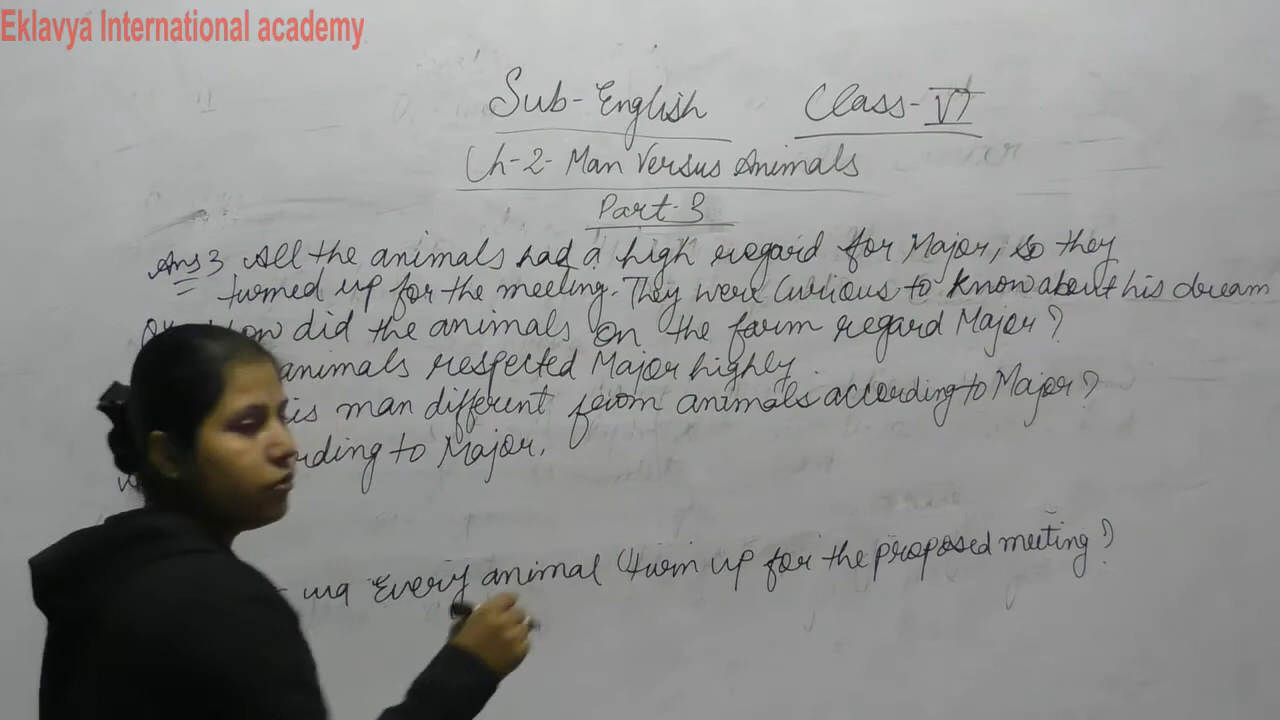 Eklavya International academy
Sub- English Class- VI
Ch-2- Man Versus Animals
Part-3
Ans 3 All the animals had a high regard for Major, so they
turned up for the meeting. They were Curious to know about his dream
did the animals on the farm regard Major?
animals respected Major highly.
is man different from animals according to Major?
to Major.
Every animal turn up for the proposed meeting?